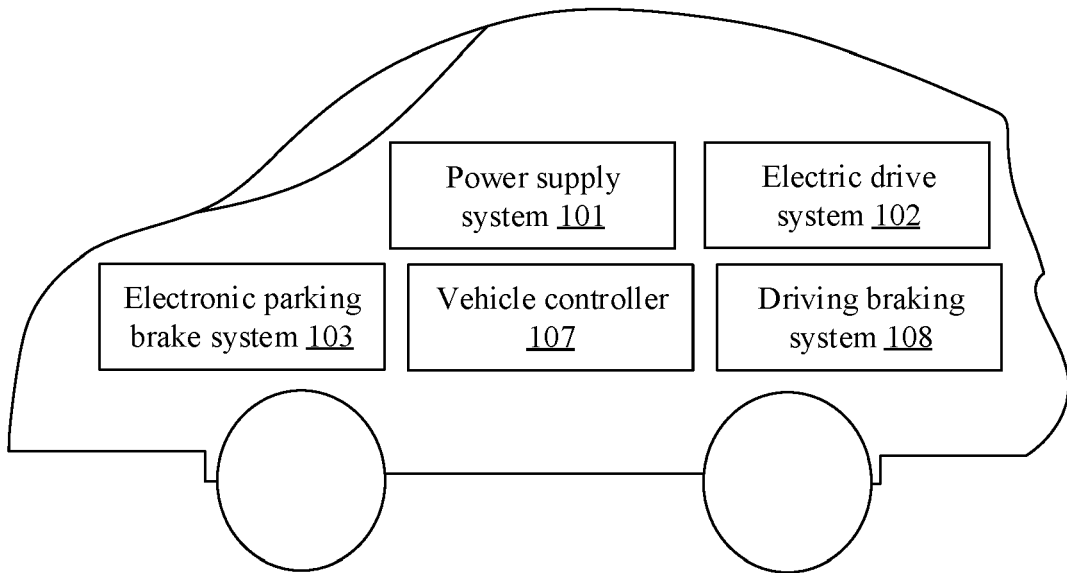 Power supply
system 101
Electric drive
system 102
Electronic parking
brake system 103
Vehicle controller
107
Driving braking
system 108